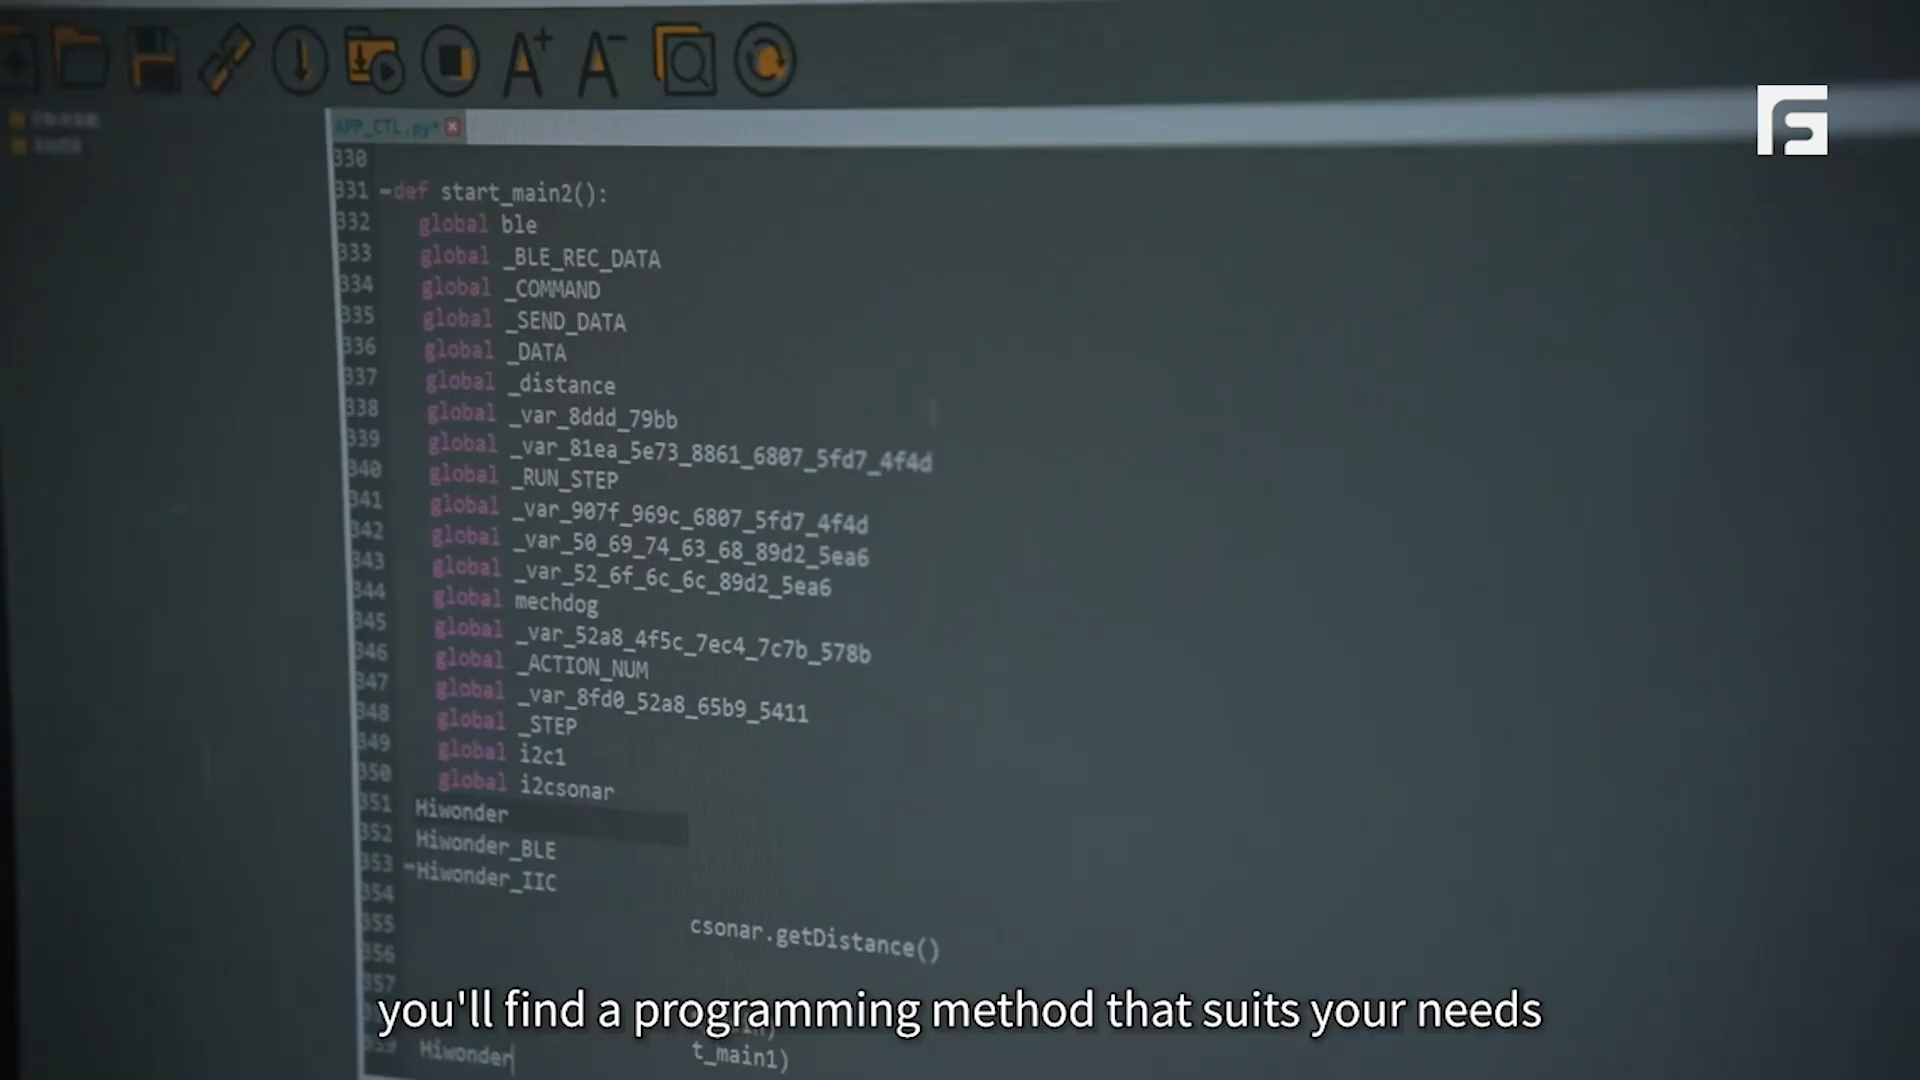 APP_CTL.py*
330
331 def start_main2():
332 global ble
333 global _BLE_REC_DATA
334 global _COMMAND
335 global _SEND_DATA
336 global _DATA
337 global _distance
338 global _var_8ddd_79bb
339 global _var_81ea_5e73_8861_6807_5fd7_4f4d
340 global _RUN_STEP
341 global _var_907f_969c_6807_5fd7_4f4d
342 global _var_50_69_74_63_68_89d2_5ea6
343 global _var_52_6f_6c_6c_89d2_5ea6
344 global mechdog
345 global _var_52a8_4f5c_7ec4_7c7b_578b
346 global _ACTION_NUM
347 global _var_8fd0_52a8_65b9_5411
348 global _STEP
349 global i2c1
350 global i2csonar
351 Hiwonder
352 Hiwonder_BLE
353 Hiwonder_IIC
354
355 csonar.getDistance()
356
357
you'll find a programming method that suits your needs
359 Hiwonder t_main1)